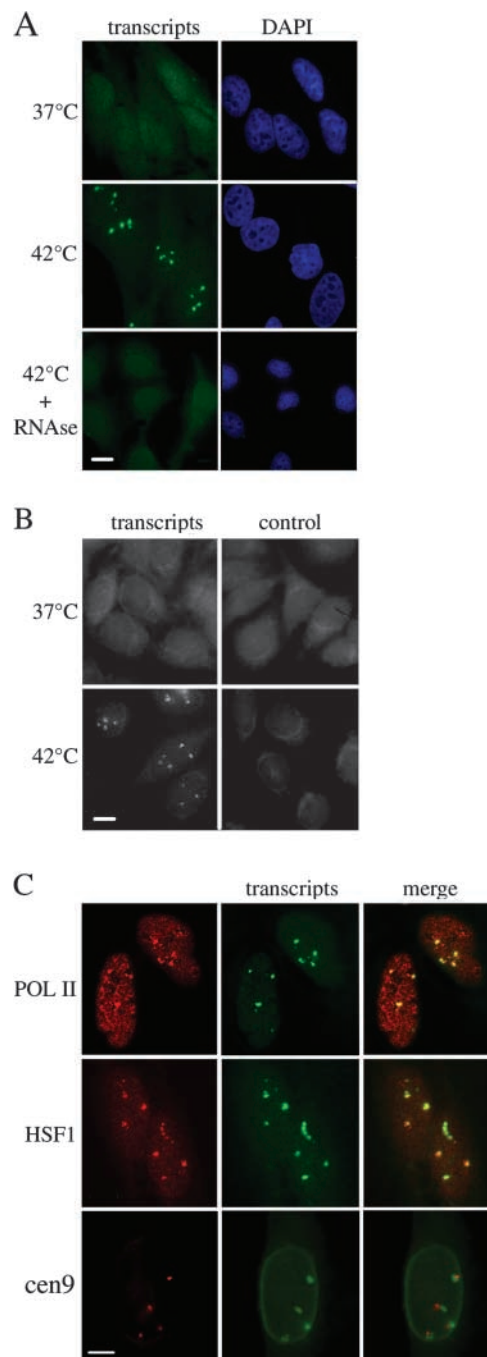 A
transcripts DAPI
37°C
42°C
42°C
+
RNAse
B
transcripts control
37°C
42°C
C
transcripts merge
POL II
HSF1
cen9